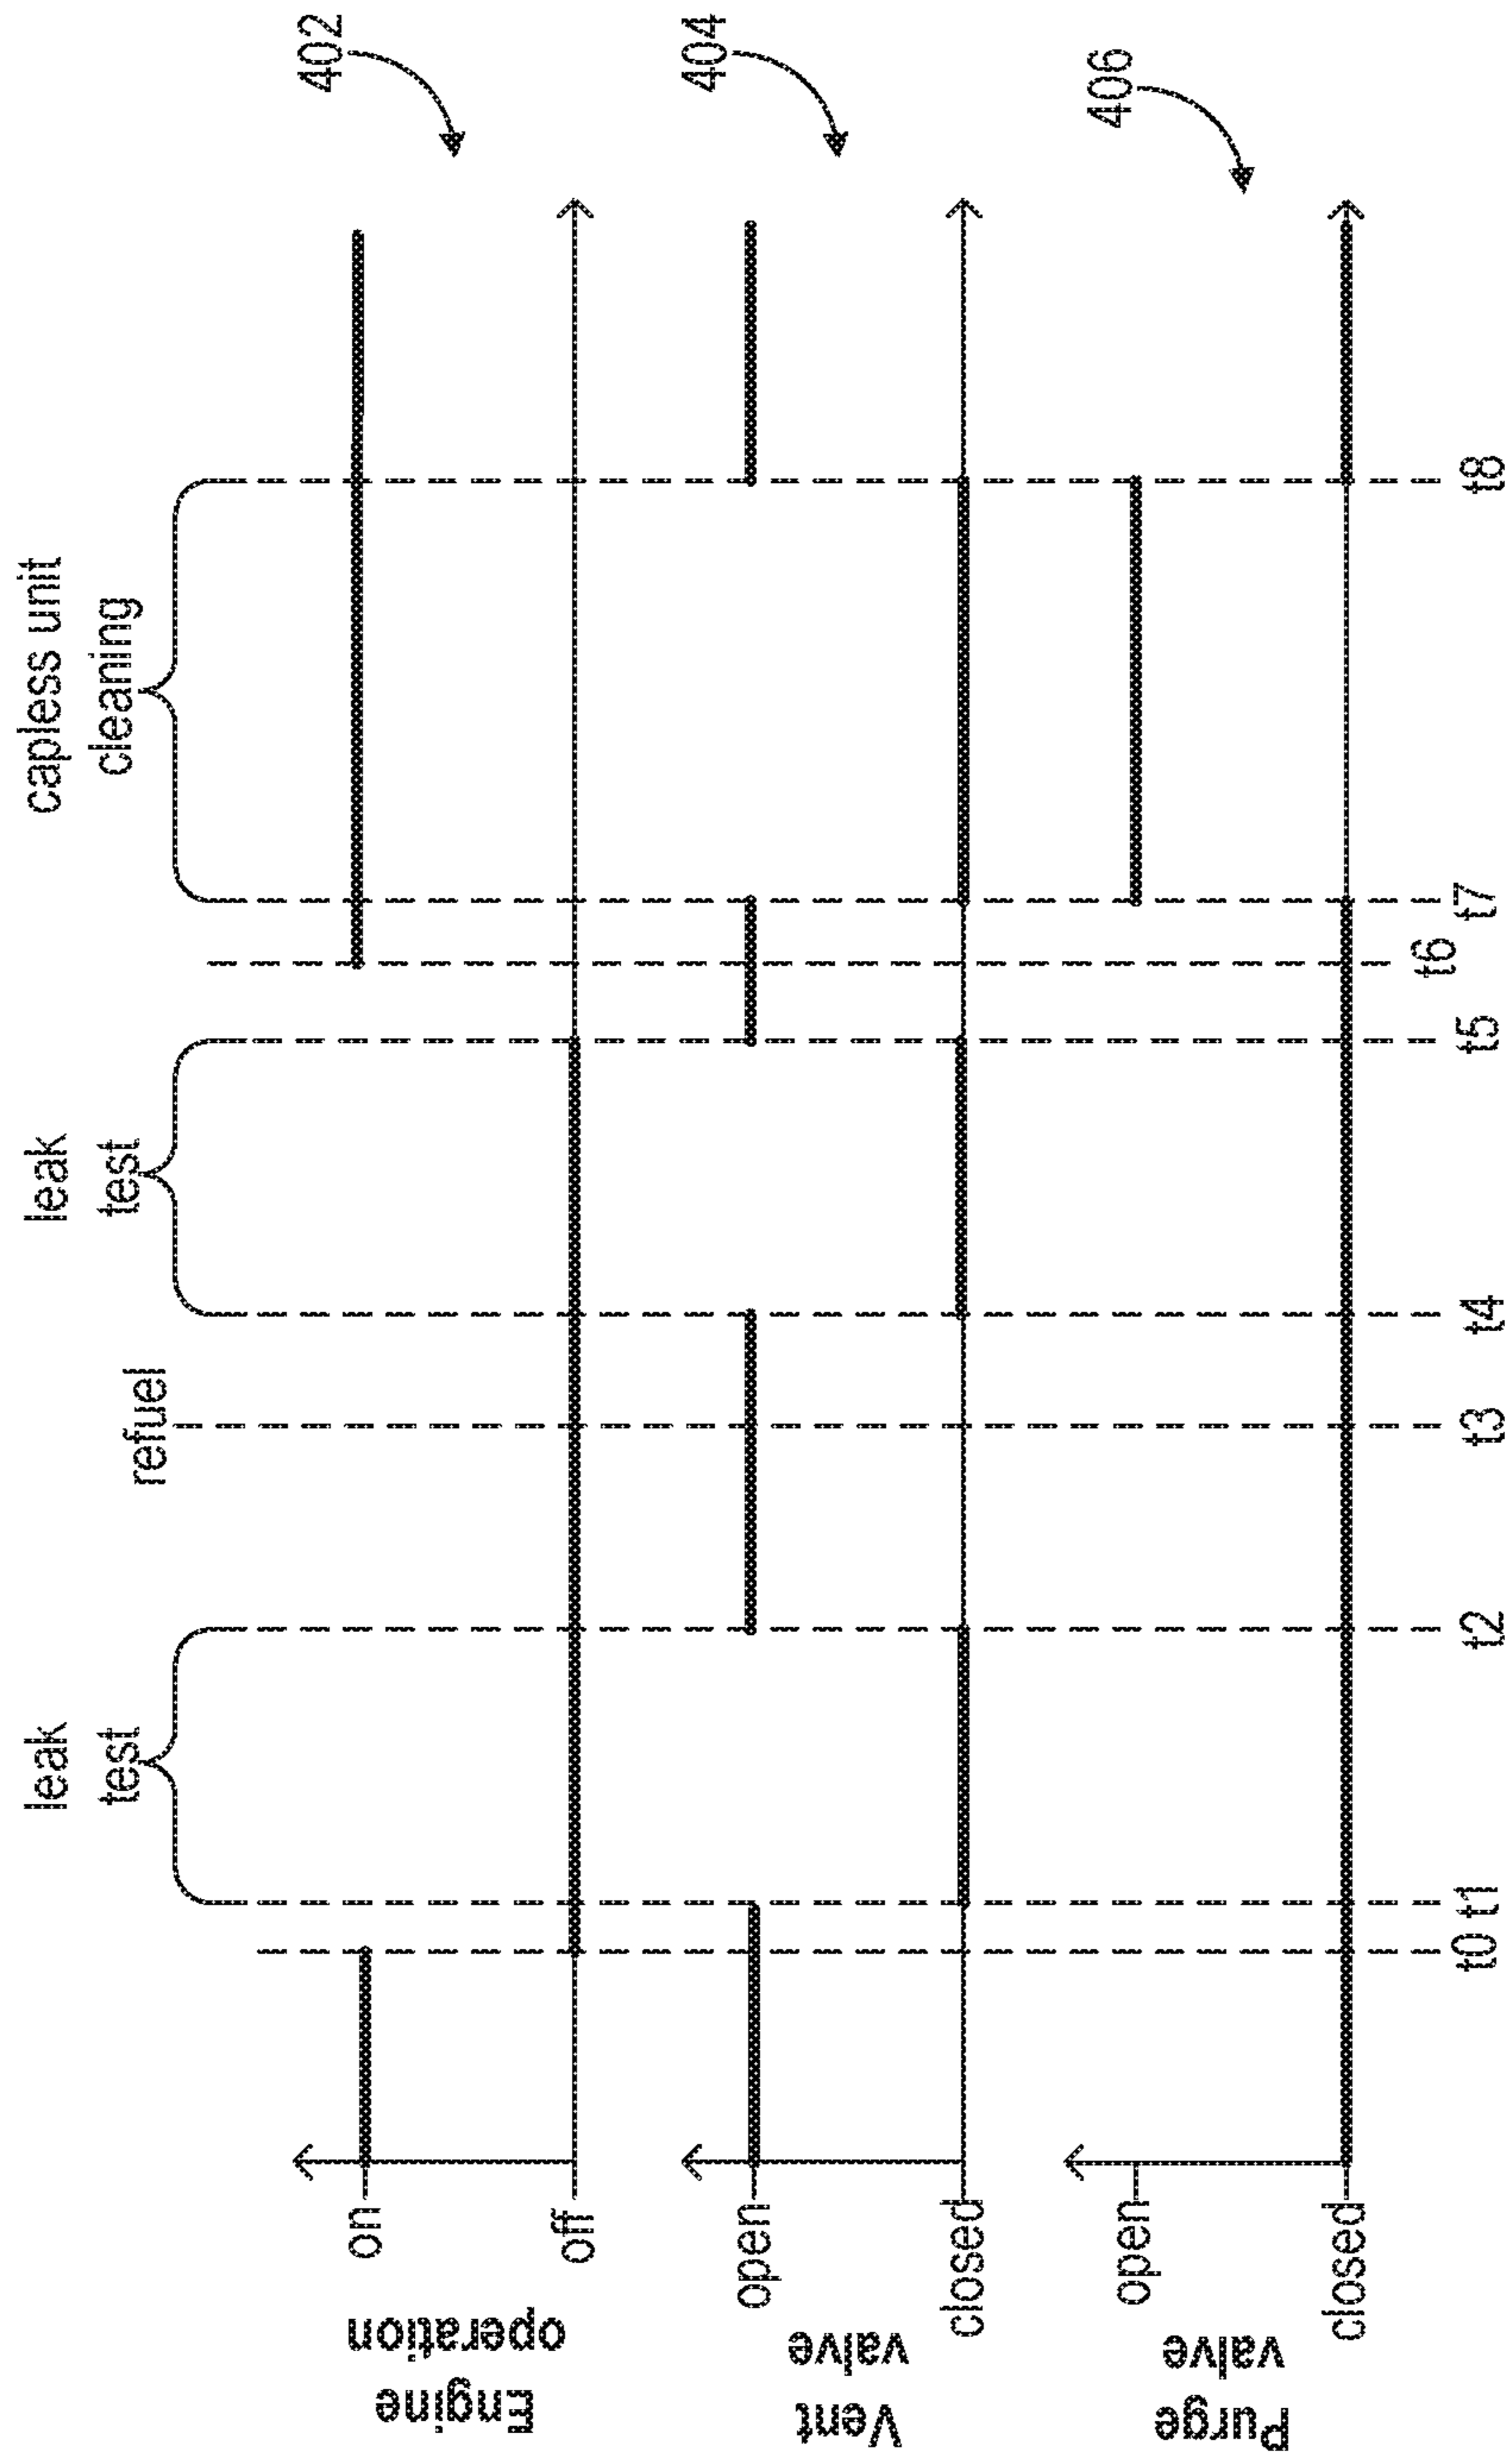 capless unit
cleaning
leak
test
refuel
leak
test
402
Engine
operation
on
off
404
Vent
valve
open
closed
406
Purge
valve
open
closed
t0 t1 t2 t3 t4 t5 t6 t7 t8